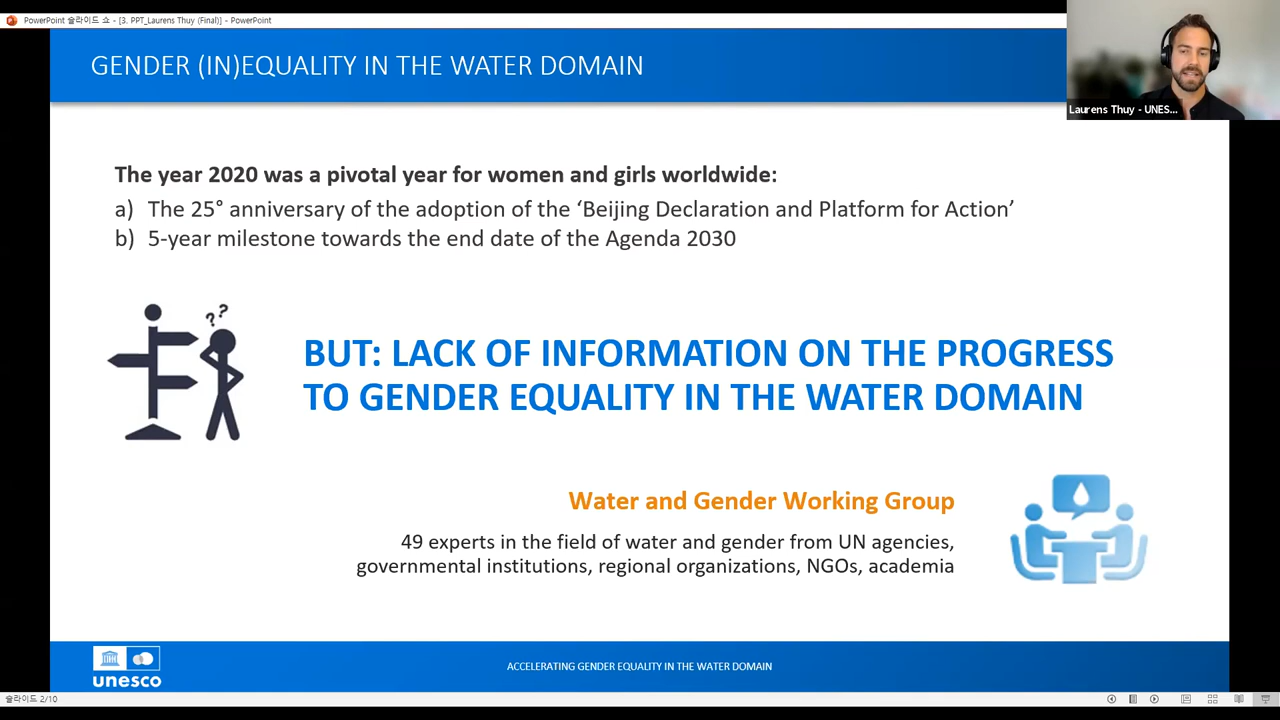 PowerPoint 슬라이드 쇼 - [3. PPT_Laurens Thuy (Final)] - PowerPoint
GENDER (IN)EQUALITY IN THE WATER DOMAIN
Laurens Thuy - UNES...
The year 2020 was a pivotal year for women and girls worldwide:
a) The 25° anniversary of the adoption of the ‘Beijing Declaration and Platform for Action’
b) 5-year milestone towards the end date of the Agenda 2030
??
BUT: LACK OF INFORMATION ON THE PROGRESS
TO GENDER EQUALITY IN THE WATER DOMAIN
Water and Gender Working Group
49 experts in the field of water and gender from UN agencies,
governmental institutions, regional organizations, NGOs, academia
unesco
ACCELERATING GENDER EQUALITY IN THE WATER DOMAIN
슬라이드 2/10